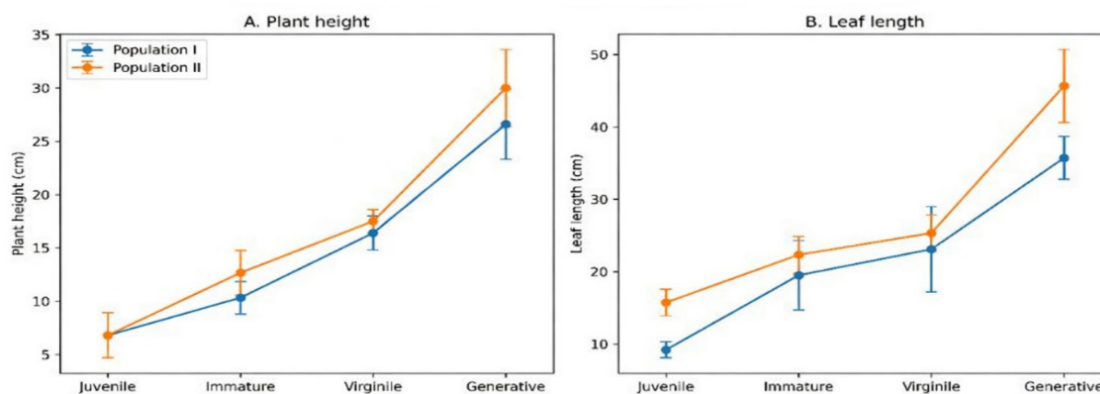 A. Plant height
Population I
Population II
Plant height (cm)
35
30
25
20
15
10
5
Juvenile
Immature
Virginile
Generative
B. Leaf length
Leaf length (cm)
50
40
30
20
10
Juvenile
Immature
Virginile
Generative